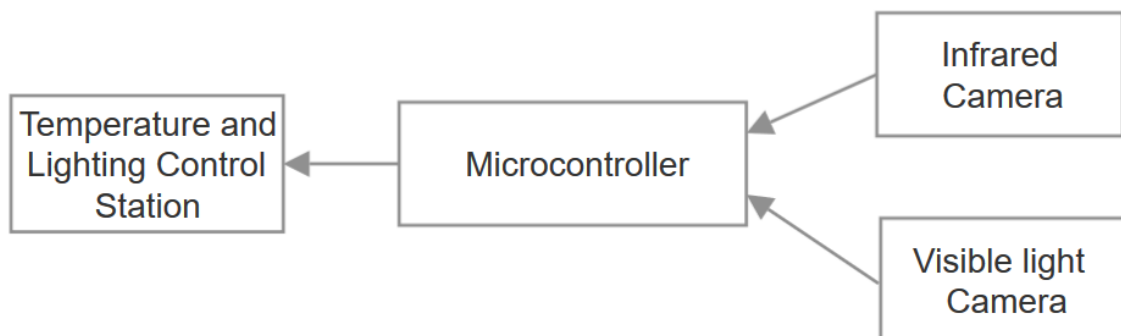 Temperature and
Lighting Control
Station
Microcontroller
Infrared
Camera
Visible light
Camera